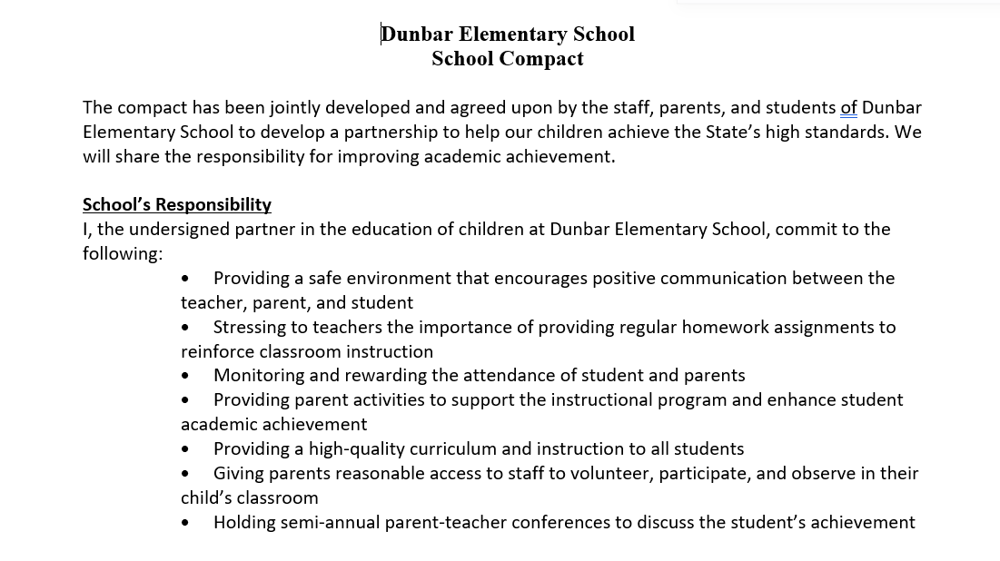 Dunbar Elementary School
School Compact
The compact has been jointly developed and agreed upon by the staff, parents, and students of Dunbar
Elementary School to develop a partnership to help our children achieve the State’s high standards. We
will share the responsibility for improving academic achievement.
School’s Responsibility
I, the undersigned partner in the education of children at Dunbar Elementary School, commit to the
following:
• Providing a safe environment that encourages positive communication between the
teacher, parent, and student
• Stressing to teachers the importance of providing regular homework assignments to
reinforce classroom instruction
• Monitoring and rewarding the attendance of student and parents
• Providing parent activities to support the instructional program and enhance student
academic achievement
• Providing a high-quality curriculum and instruction to all students
• Giving parents reasonable access to staff to volunteer, participate, and observe in their
child’s classroom
• Holding semi-annual parent-teacher conferences to discuss the student’s achievement